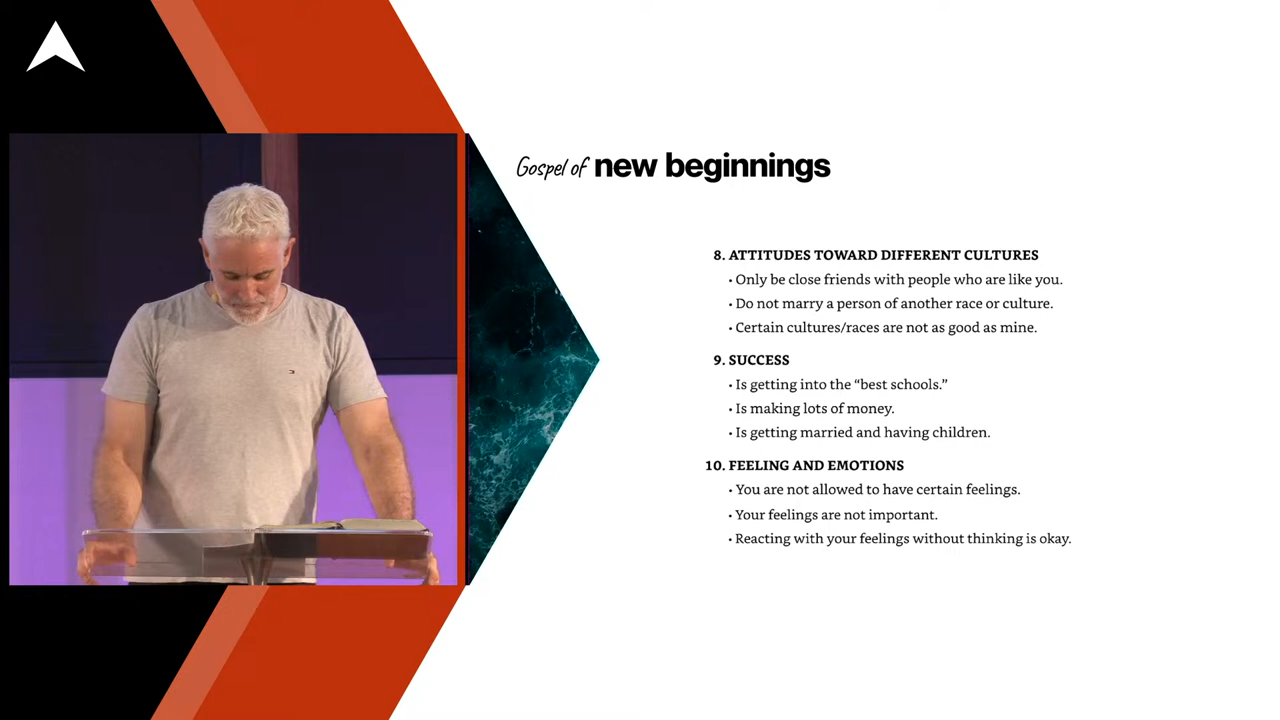 Gospel of new beginnings
8. ATTITUDES TOWARD DIFFERENT CULTURES
• Only be close friends with people who are like you.
• Do not marry a person of another race or culture.
• Certain cultures/races are not as good as mine.
9. SUCCESS
• Is getting into the “best schools.”
• Is making lots of money.
• Is getting married and having children.
10. FEELING AND EMOTIONS
• You are not allowed to have certain feelings.
• Your feelings are not important.
• Reacting with your feelings without thinking is okay.